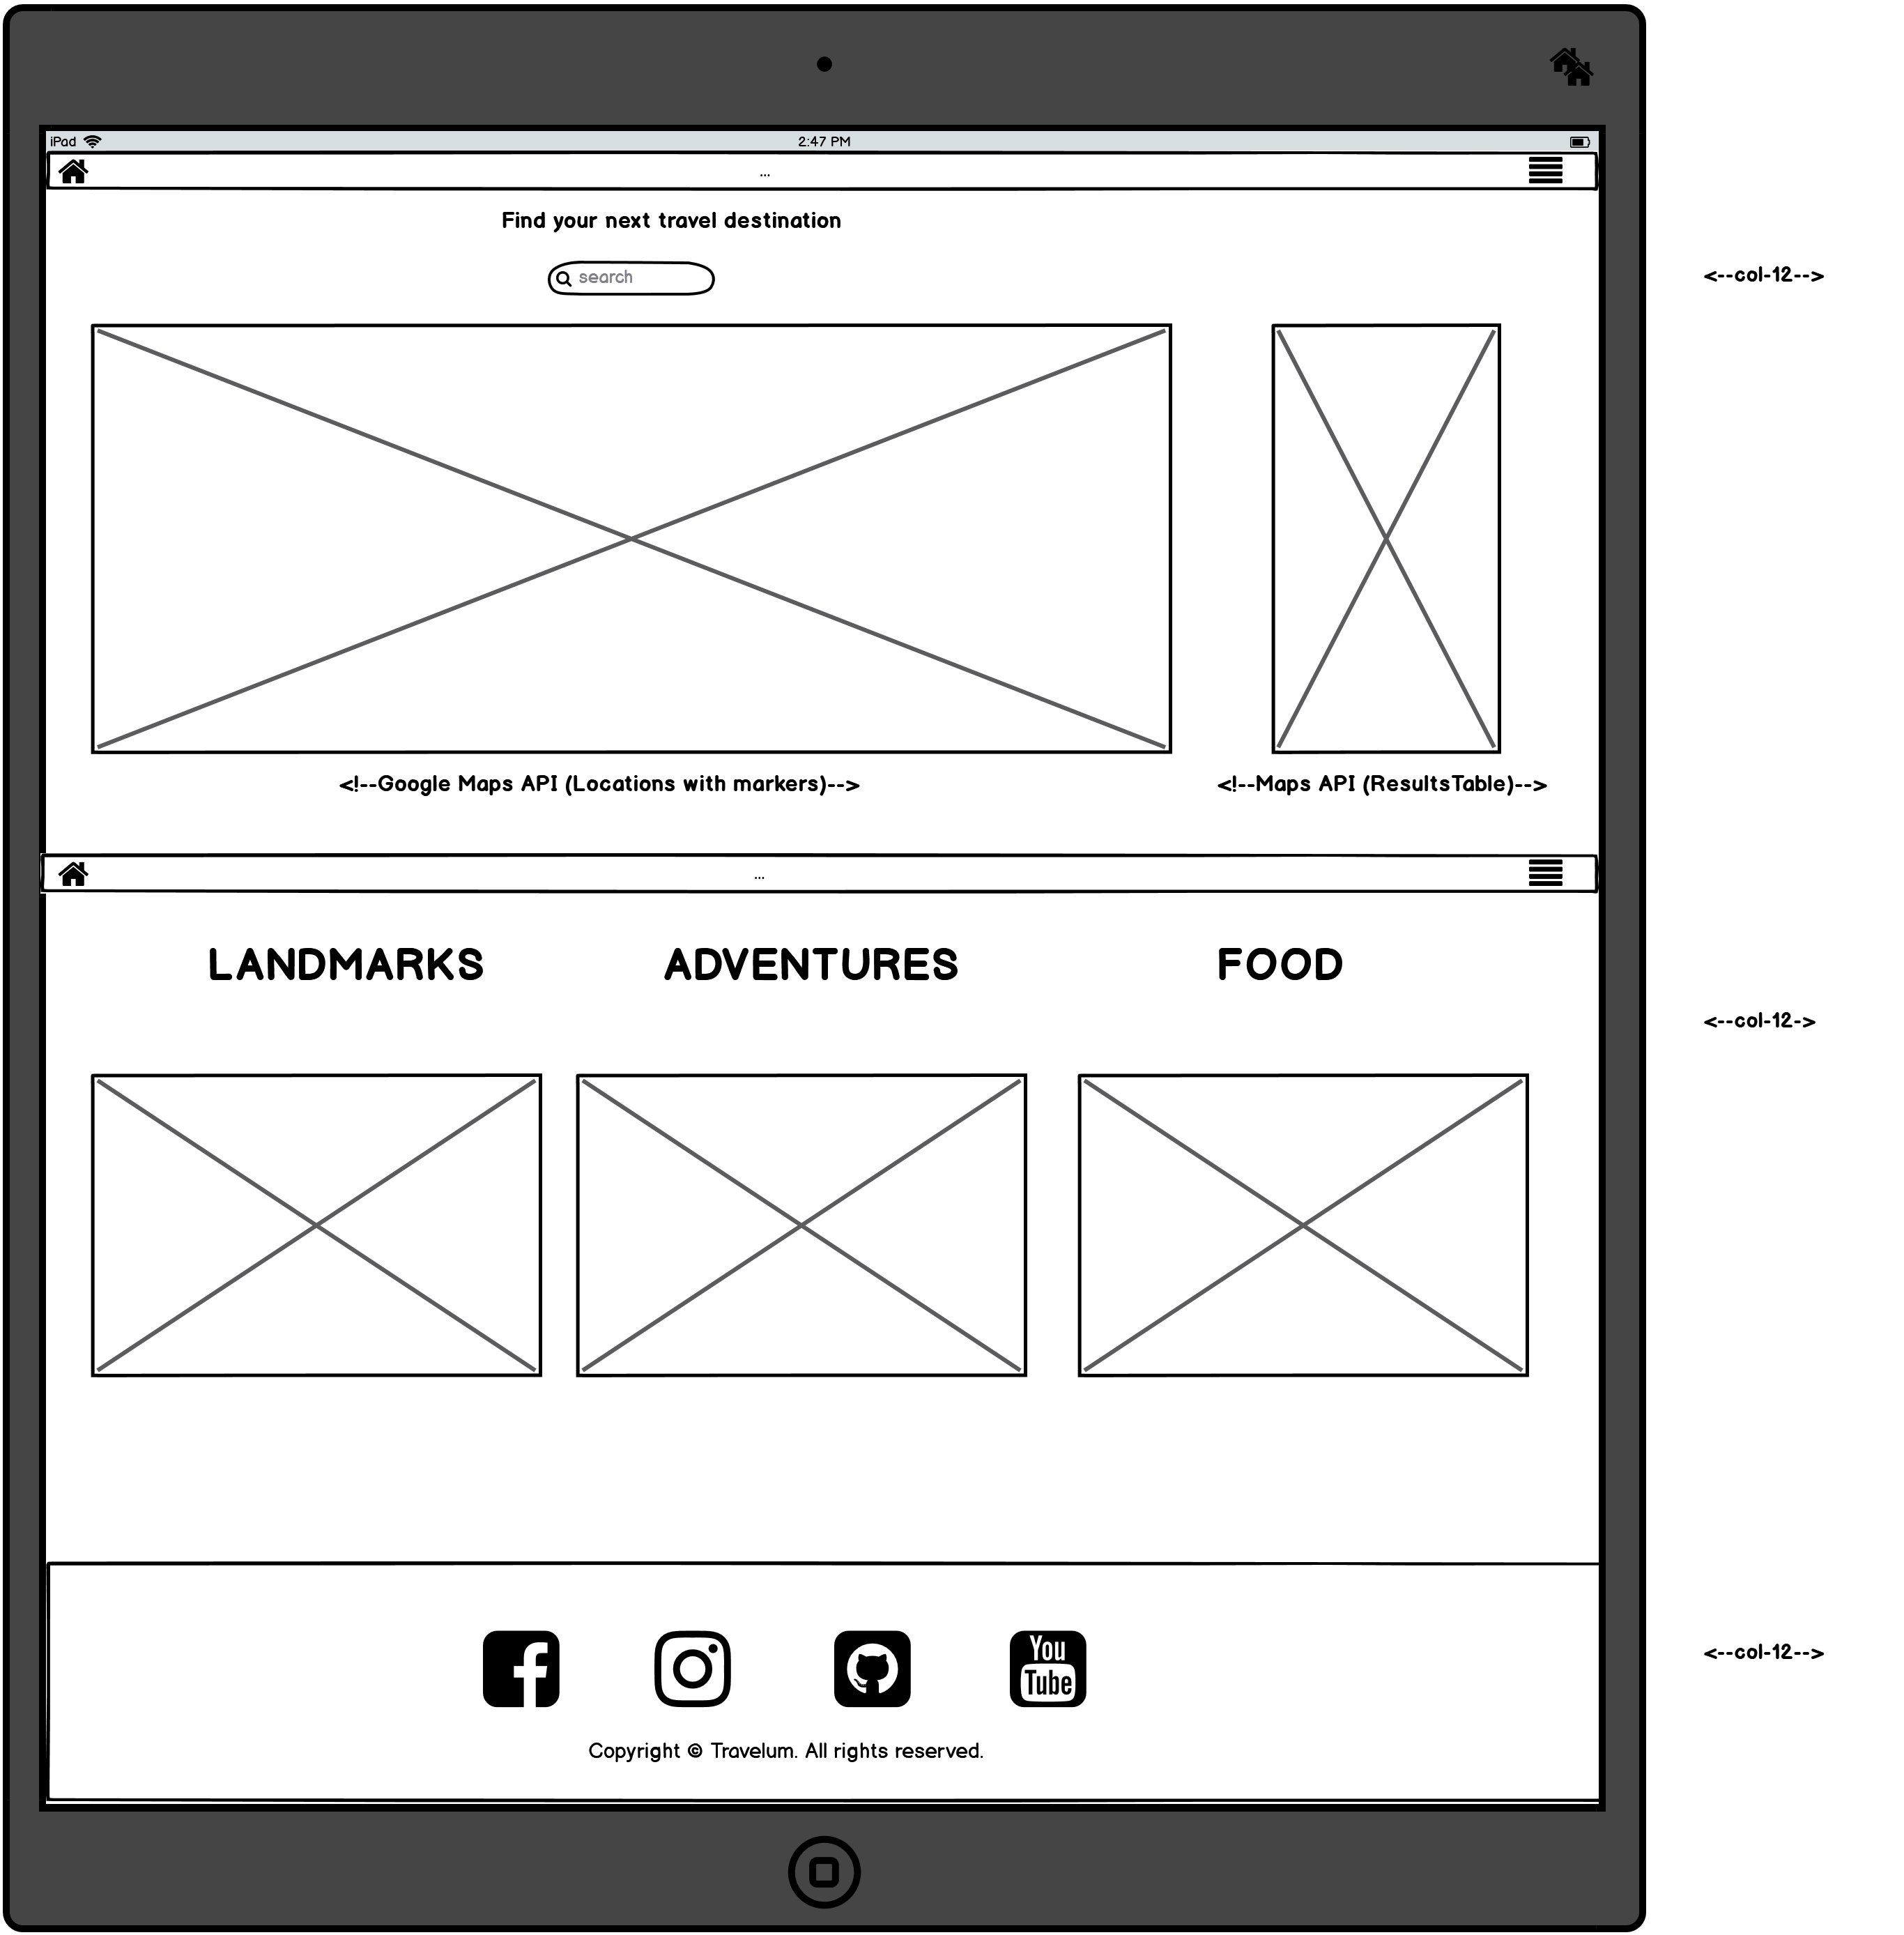 iPad 2:47 PM
...
Find your next travel destination
search
<--col-12-->
<!--Google Maps API (Locations with markers)--> <!--Maps API (ResultsTable)-->
...
LANDMARKS ADVENTURES FOOD
<--col-12->
You
Tube
<--col-12-->
Copyright © Travelum. All rights reserved.